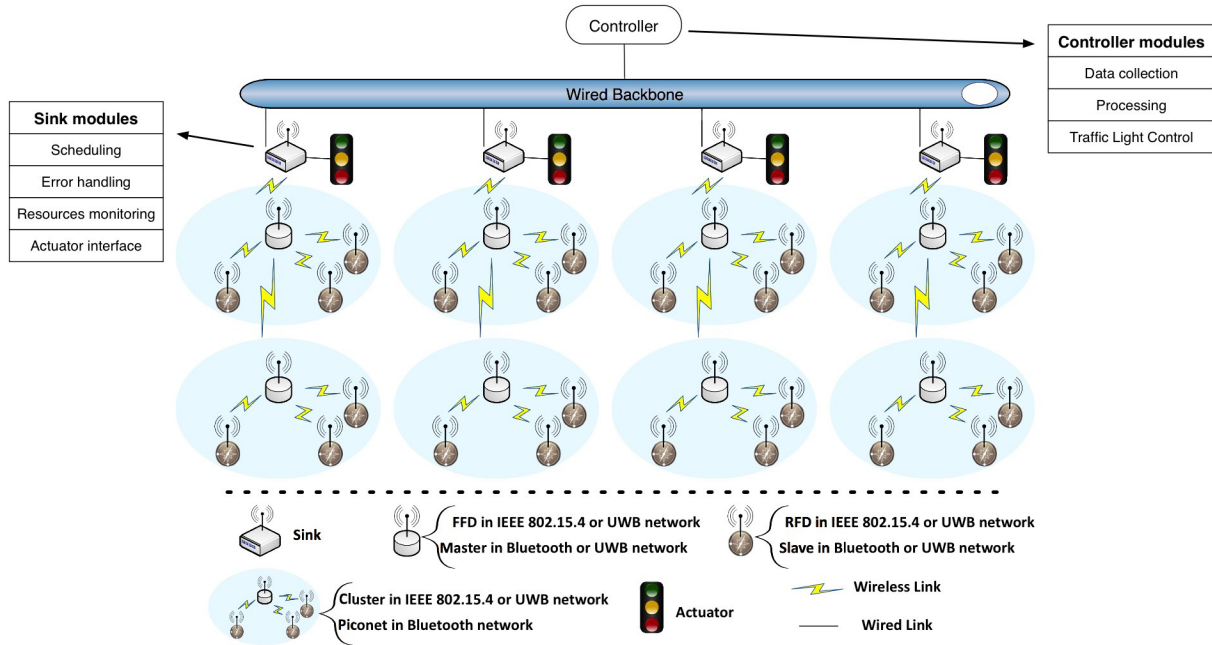 Controller
Controller modules
Data collection
Processing
Traffic Light Control
Wired Backbone
Sink modules
Scheduling
Error handling
Resources monitoring
Actuator interface
Sink
FFD in IEEE 802.15.4 or UWB network
Master in Bluetooth or UWB network
RFD in IEEE 802.15.4 or UWB network
Slave in Bluetooth or UWB network
Cluster in IEEE 802.15.4 or UWB network
Piconet in Bluetooth network
Actuator
Wireless Link
Wired Link